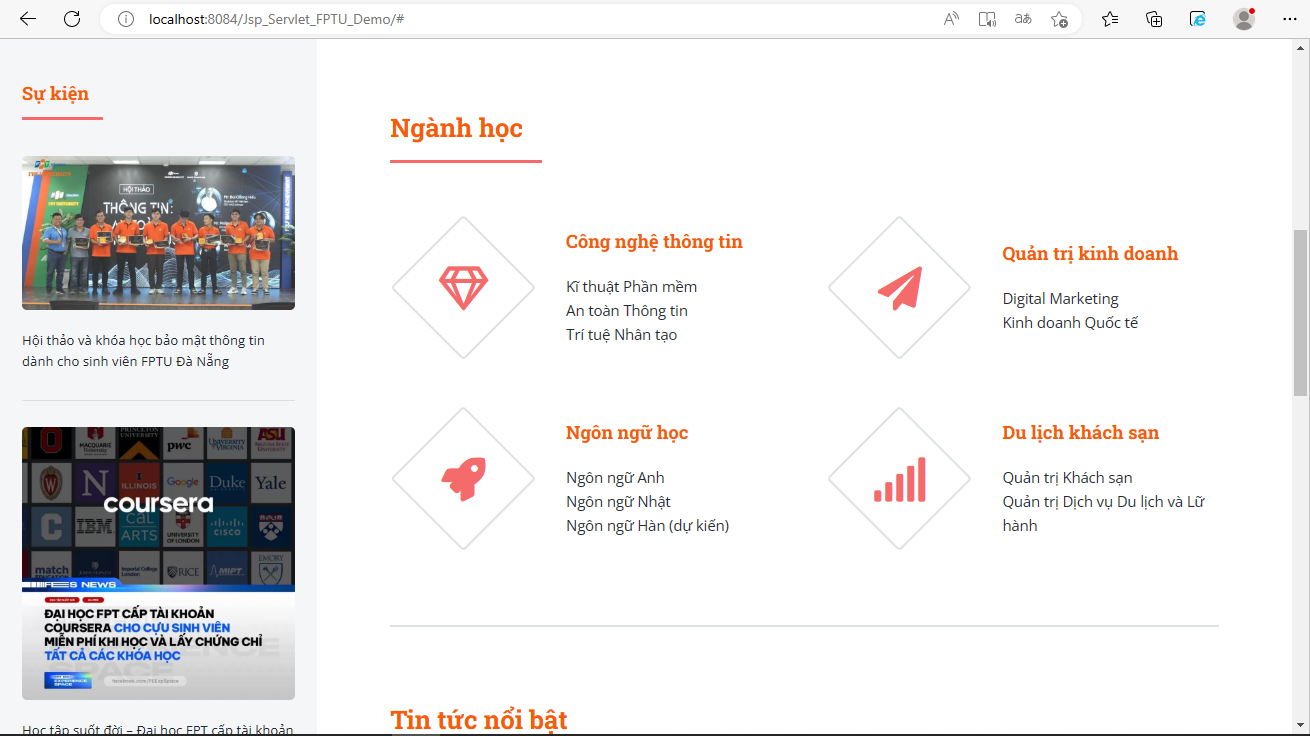 localhost:8084/Jsp_Servlet_FPTU_Demo/#
Sự kiện
HỘI THẢO
THÔNG TIN:
Hội thảo và khóa học bảo mật thông tin
dành cho sinh viên FPTU Đà Nẵng
MACQUARIE
PRINCETON
UNIVERSITY
pwc
UNIVERSITY
VIRGINIA
ASU
N
ILLINOIS
Google
Duke
Yale
coursera
C
IBM
CAL
ARTS
UNIVERSITY
OF LONDON
CISCO
Penn
match
Imperial College
London
RICE
MIPT
EMORY
UNIVERSITY
FES NEWS
ĐẠI HỌC FPT CẤP TÀI KHOẢN
COURSERA CHO CỰU SINH VIÊN
MIỄN PHÍ KHI HỌC VÀ LẤY CHỨNG CHỈ
TẤT CẢ CÁC KHÓA HỌC
facebook.com/FEExpSpace
Học tập suốt đời – Đại học FPT cấp tài khoản
Ngành học
Công nghệ thông tin
Kĩ thuật Phần mềm
An toàn Thông tin
Trí tuệ Nhân tạo
Quản trị kinh doanh
Digital Marketing
Kinh doanh Quốc tế
Ngôn ngữ học
Ngôn ngữ Anh
Ngôn ngữ Nhật
Ngôn ngữ Hàn (dự kiến)
Du lịch khách sạn
Quản trị Khách sạn
Quản trị Dịch vụ Du lịch và Lữ
hành
Tin tức nổi bật